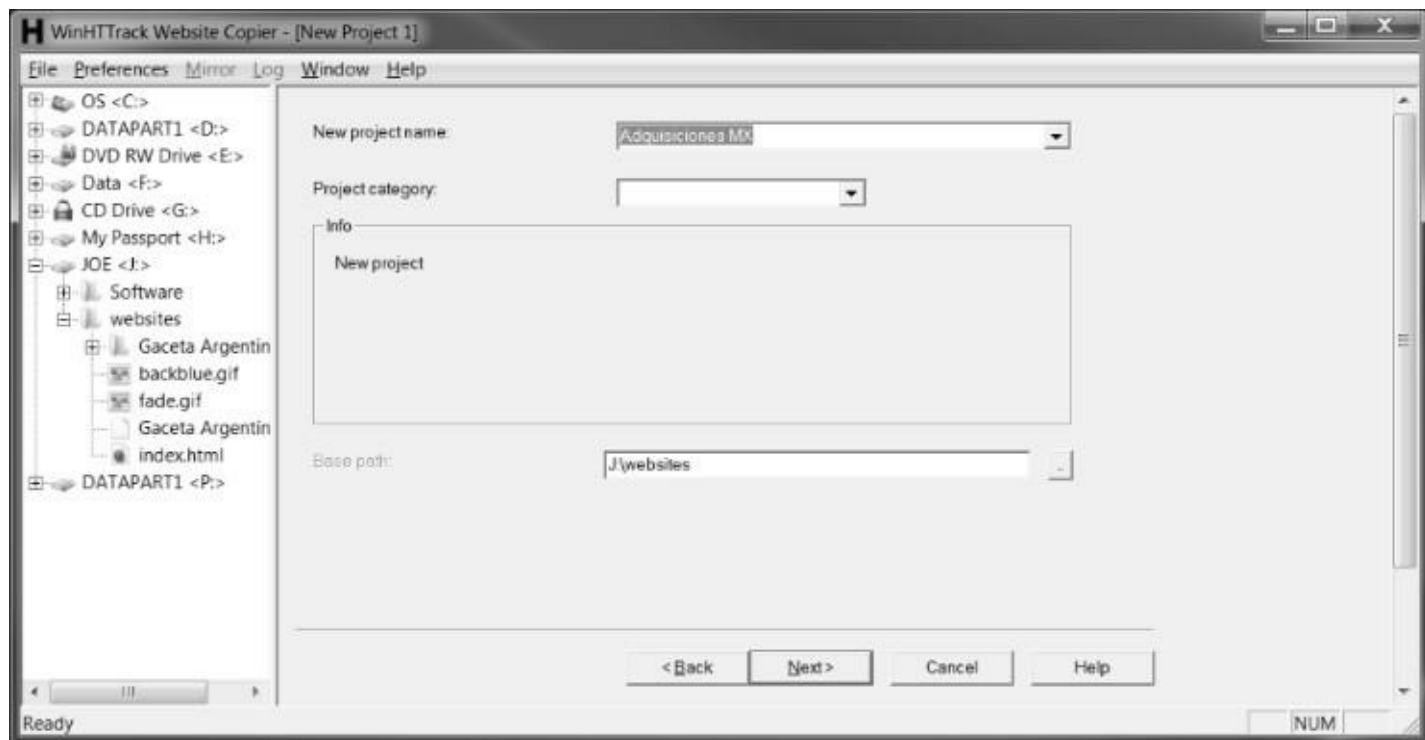 H WinHTTrack Website Copier - [New Project 1]
File Preferences Mirror Log Window Help
OS <C:>
DATAPART1 <D:>
DVD RW Drive <E:>
Data <F:>
CD Drive <G:>
My Passport <H:>
JOE <J:>
Software
websites
Gaceta Argentin
backblue.gif
fade.gif
Gaceta Argentin
index.html
DATAPART1 <P:>
New project name:
Adquisiciones MX
Project category:
Info
New project
Base path:
J:\websites
..
< Back
Next >
Cancel
Help
Ready
NUM